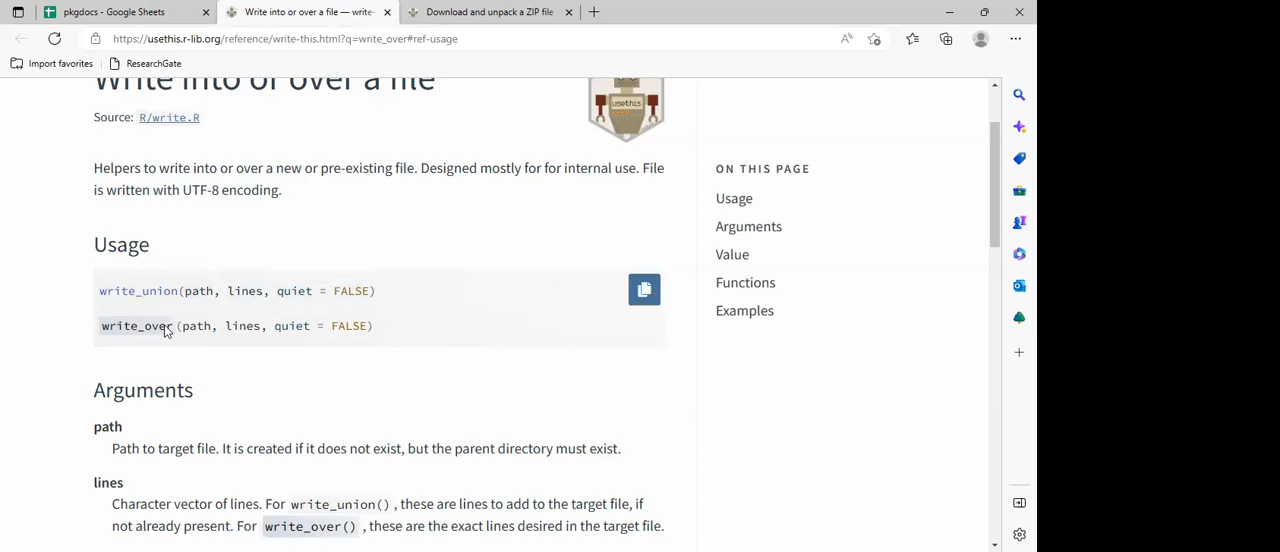 pkgdocs - Google Sheets
Write into or over a file — write-
Download and unpack a ZIP file
https://usethis.r-lib.org/reference/write-this.html?q=write_over#ref-usage
Import favorites
ResearchGate
Write into or over a file
usethis
Source: R/write.R
Helpers to write into or over a new or pre-existing file. Designed mostly for for internal use. File
is written with UTF-8 encoding.
Usage
write_union(path, lines, quiet = FALSE)
write_over(path, lines, quiet = FALSE)
Arguments
path
Path to target file. It is created if it does not exist, but the parent directory must exist.
lines
Character vector of lines. For write_union() , these are lines to add to the target file, if
not already present. For write_over() , these are the exact lines desired in the target file.
ON THIS PAGE
Usage
Arguments
Value
Functions
Examples